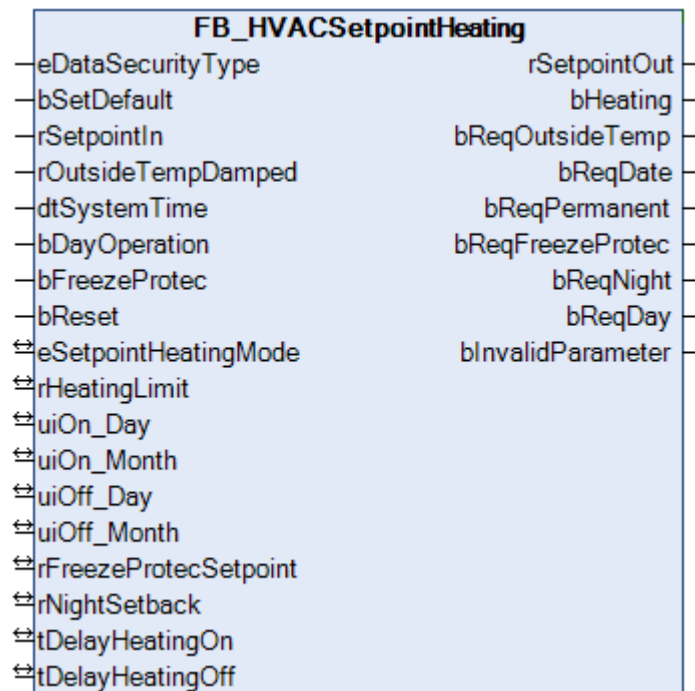 FB_HVACSetpointHeating
eDataSecurityType rSetpointOut
bSetDefault bHeating
rSetpointIn bReqOutsideTemp
rOutsideTempDamped bReqDate
dtSystemTime bReqPermanent
bDayOperation bReqFreezeProtec
bFreezeProtec bReqNight
bReset bReqDay
eSetpointHeatingMode bInvalidParameter
rHeatingLimit
uiOn_Day
uiOn_Month
uiOff_Day
uiOff_Month
rFreezeProtecSetpoint
rNightSetback
tDelayHeatingOn
tDelayHeatingOff